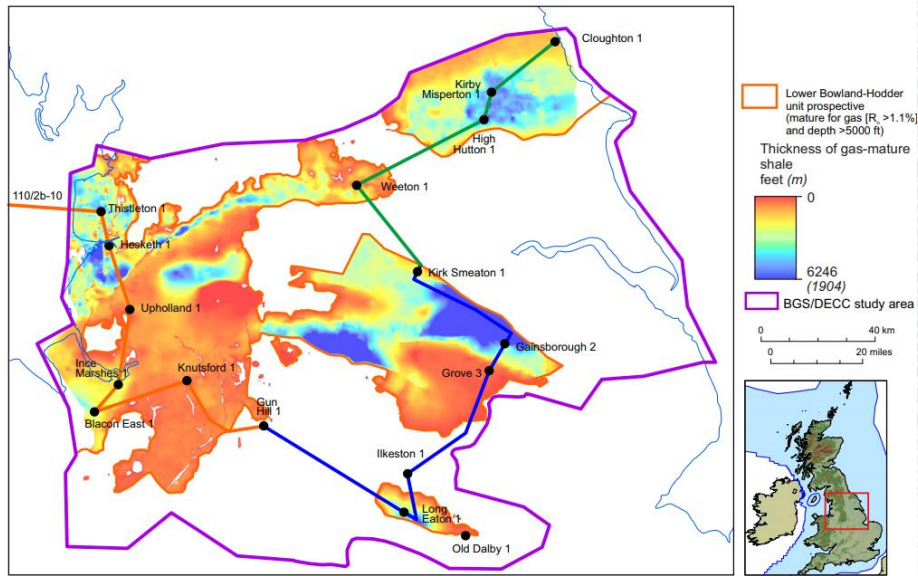 Cloughton 1
Kirby
Misperton 1
High
Hutton 1
Weeton 1
110/2b-10
Thistleton 1
Hesketh 1
Kirk Smeaton 1
Upholland 1
Gainsborough 2
Ince
Marshes 1
Knutsford 1
Grove 3
Gun
Hill 1
Blacon East 1
Ilkeston 1
Long
Eaton 1
Old Dalby 1
Lower Bowland-Hodder
unit prospective
(mature for gas [Ro >1.1%]
and depth >5000 ft)
Thickness of gas-mature
shale
feet (m)
0
6246
(1904)
BGS/DECC study area
0 40 km
0 20 miles